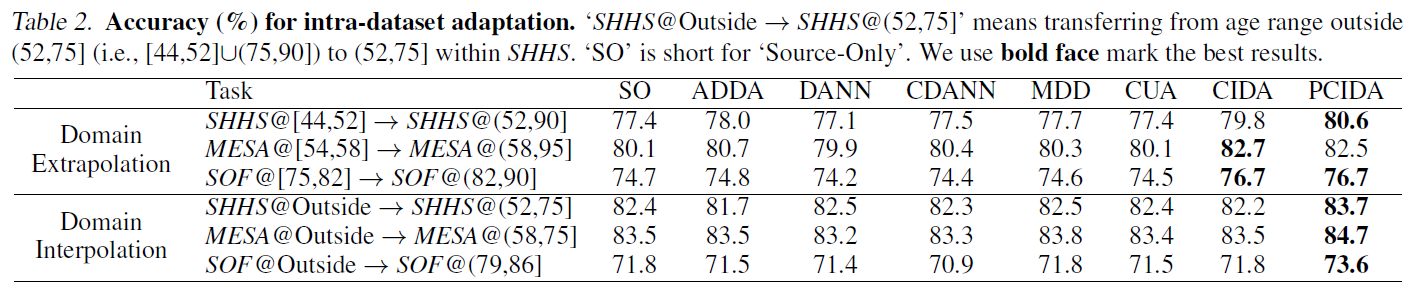 Table 2. Accuracy (%) for intra-dataset adaptation. ‘SHHS@Outside → SHHS@(52,75]’ means transferring from age range outside
(52,75] (i.e., [44,52]∪(75,90]) to (52,75] within SHHS. ‘SO’ is short for ‘Source-Only’. We use bold face mark the best results.
Task SO ADDA DANN CDANN MDD CUA CIDA PCIDA
Domain Extrapolation
SHHS@[44,52] → SHHS@(52,90] 77.4 78.0 77.1 77.5 77.7 77.4 79.8 80.6
MESA@[54,58] → MESA@(58,95] 80.1 80.7 79.9 80.4 80.3 80.1 82.7 82.5
SOF@[75,82] → SOF@(82,90] 74.7 74.8 74.2 74.4 74.6 74.5 76.7 76.7
Domain Interpolation
SHHS@Outside → SHHS@(52,75] 82.4 81.7 82.5 82.3 82.5 82.4 82.2 83.7
MESA@Outside → MESA@(58,75] 83.5 83.5 83.2 83.3 83.8 83.4 83.5 84.7
SOF@Outside → SOF@(79,86] 71.8 71.5 71.4 70.9 71.8 71.5 71.8 73.6